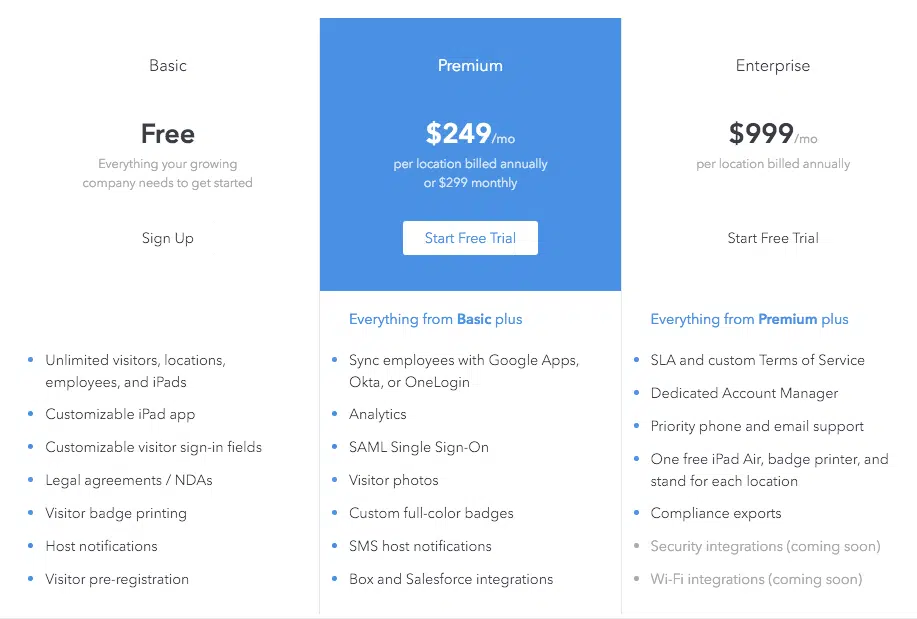 Basic
Free
Everything your growing
company needs to get started
Sign Up
Unlimited visitors, locations,
employees, and iPads
Customizable iPad app
Customizable visitor sign-in fields
Legal agreements / NDAs
Visitor badge printing
Host notifications
Visitor pre-registration
Premium
$249/mo
per location billed annually
or $299 monthly
Start Free Trial
Everything from Basic plus
Sync employees with Google Apps,
Okta, or OneLogin
Analytics
SAML Single Sign-On
Visitor photos
Custom full-color badges
SMS host notifications
Box and Salesforce integrations
Enterprise
$999/mo
per location billed annually
Start Free Trial
Everything from Premium plus
SLA and custom Terms of Service
Dedicated Account Manager
Priority phone and email support
One free iPad Air, badge printer, and
stand for each location
Compliance exports
Security integrations (coming soon)
Wi-Fi integrations (coming soon)